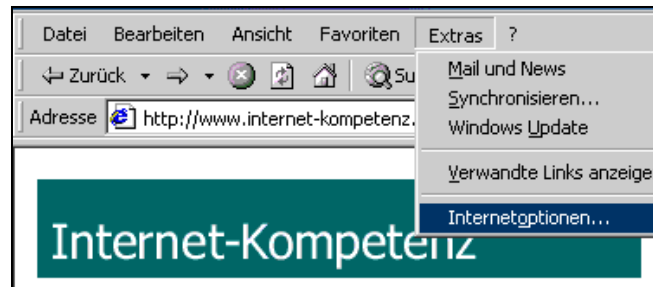 Datei Bearbeiten Ansicht Favoriten Extras ?
Zurück Su
Mail und News
Synchronisieren...
Windows Update
Verwandte Links anzeige
Internetoptionen...
Adresse http://www.internet-kompetenz.
Internet-Kompetenz